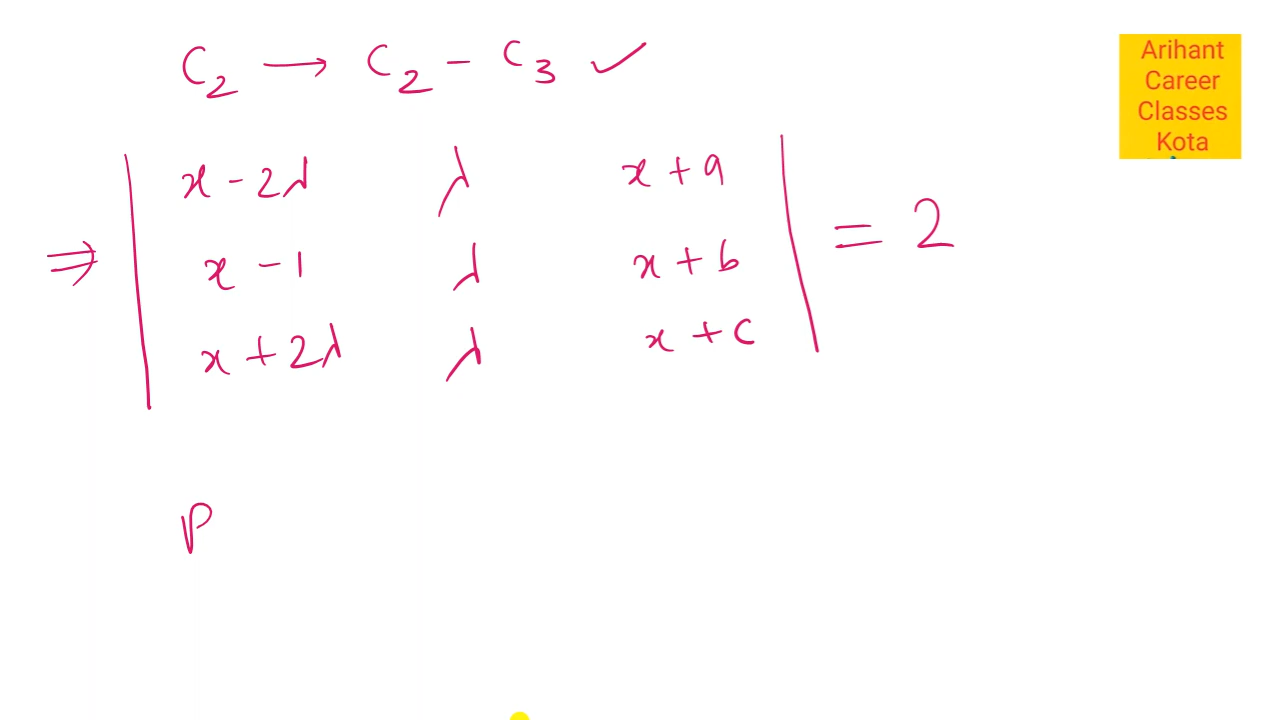 C₂ → C₂ - C₃ ✓
Arihant
Career
Classes
Kota
x - 2λ λ x + a
⇒ x - 1 λ x + b = 2
x + 2λ λ x + c
P